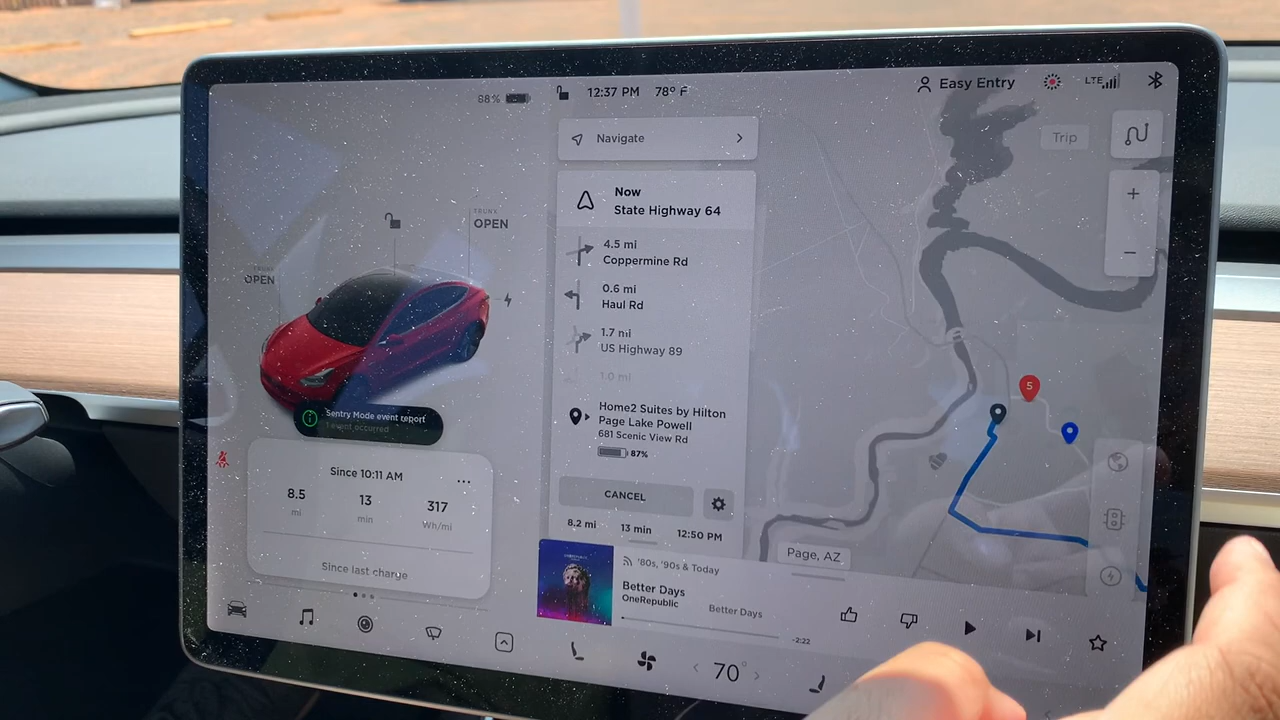 88%
12:37 PM
78° F
Easy Entry
LTE
Navigate
Trip
Now
State Highway 64
4.5 mi
Coppermine Rd
0.6 mi
Haul Rd
1.7 mi
US Highway 89
1.0 mi
Home2 Suites by Hilton
Page Lake Powell
681 Scenic View Rd
87%
CANCEL
8.2 mi
13 min
12:50 PM
TRUNK
OPEN
OPEN
Sentry Mode event report
1 event occurred
Since 10:11 AM
8.5
13
317
mi
min
Wh/mi
Since last charge
+
−
5
Page, AZ
'80s, '90s & Today
Better Days
OneRepublic
Better Days
-2:22
70°